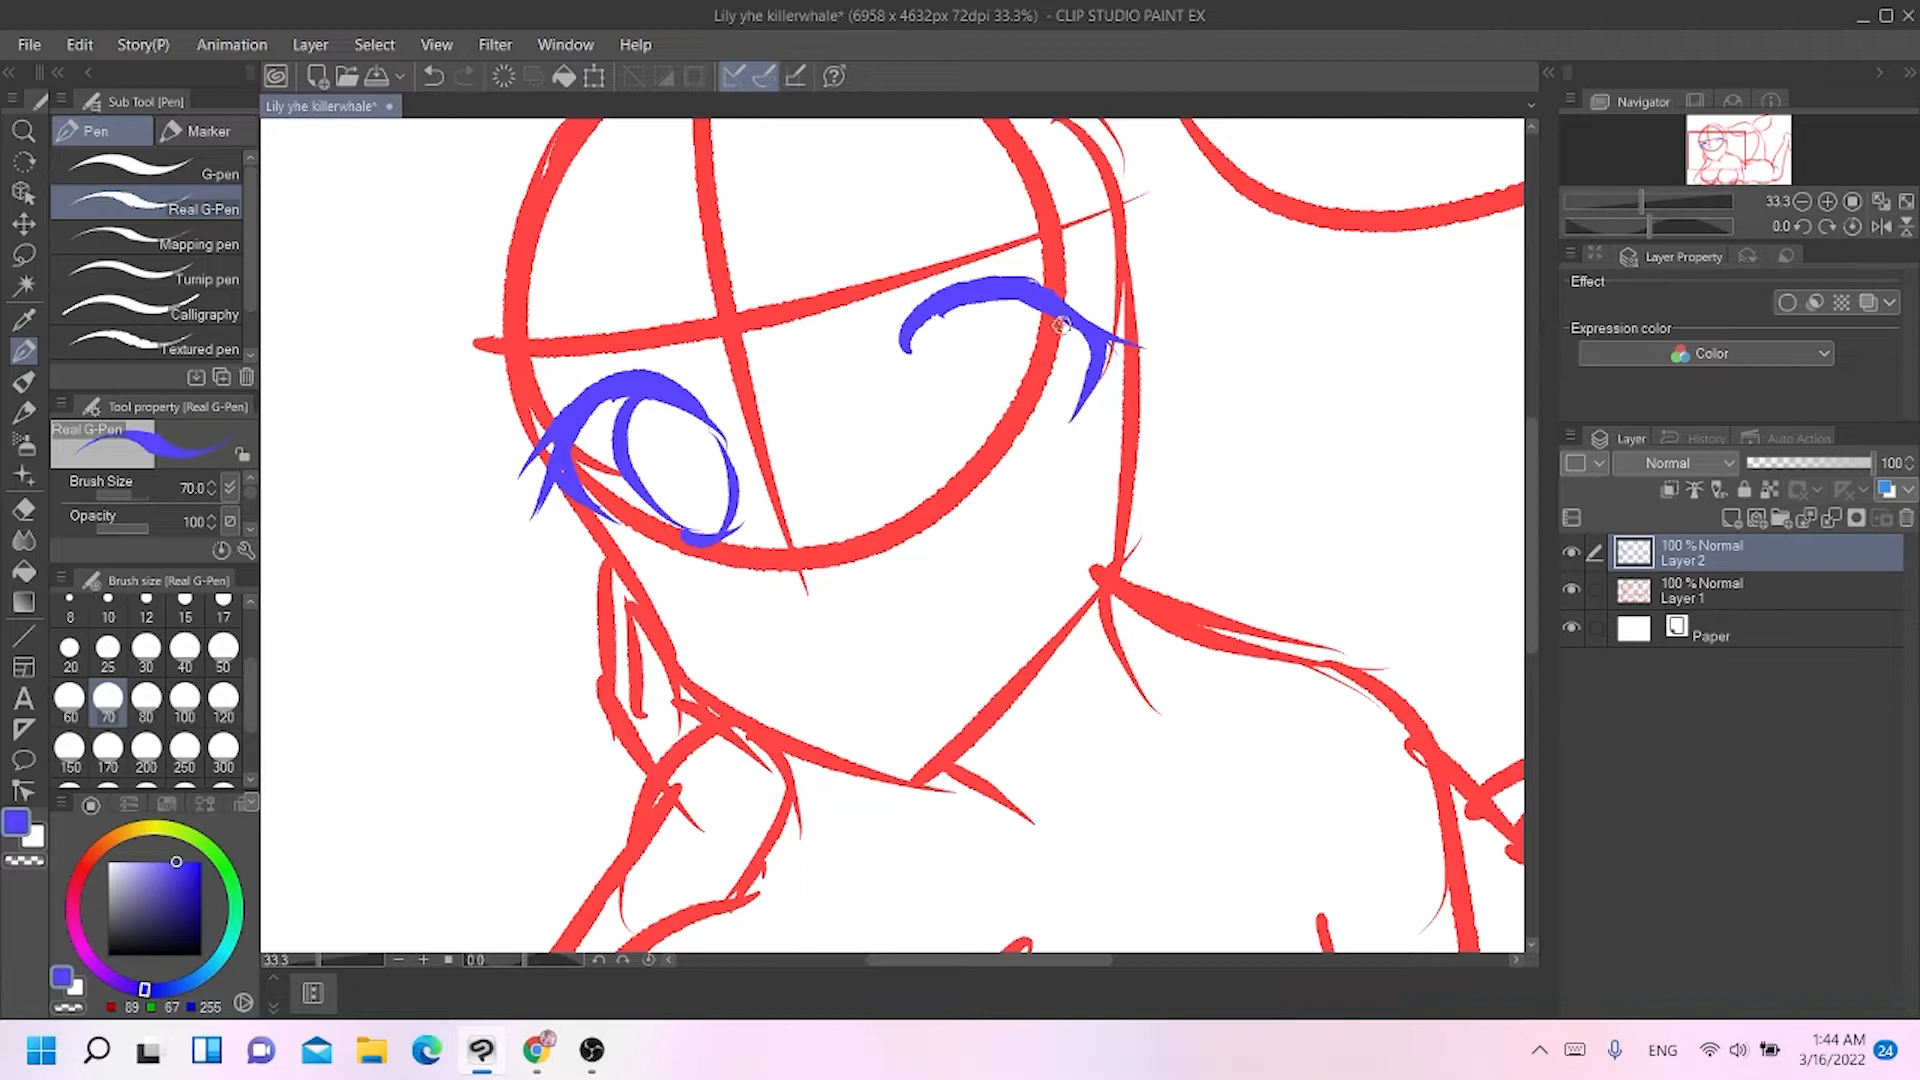 Lily yhe killerwhale* (6958 x 4632px 72dpi 33.3%) - CLIP STUDIO PAINT EX
File Edit Story(P) Animation Layer Select View Filter Window Help
Sub Tool [Pen]
Lily yhe killerwhale*
Navigator
Pen Marker
G-pen
Real G-Pen
Mapping pen
Turnip pen
Calligraphy
Textured pen
Tool property [Real G-Pen]
Real G-Pen
Brush Size 70.0
Opacity 100
Brush size [Real G-Pen]
8 10 12 15 17
20 25 30 40 50
60 70 80 100 120
150 170 200 250 300
89 67 255
33.3 0.0
33.3
0.0
Layer Property
Effect
Expression color
Color
Layer History Auto Action
Normal 100
100 % Normal
Layer 2
100 % Normal
Layer 1
Paper
A
ENG
1:44 AM
3/16/2022
24